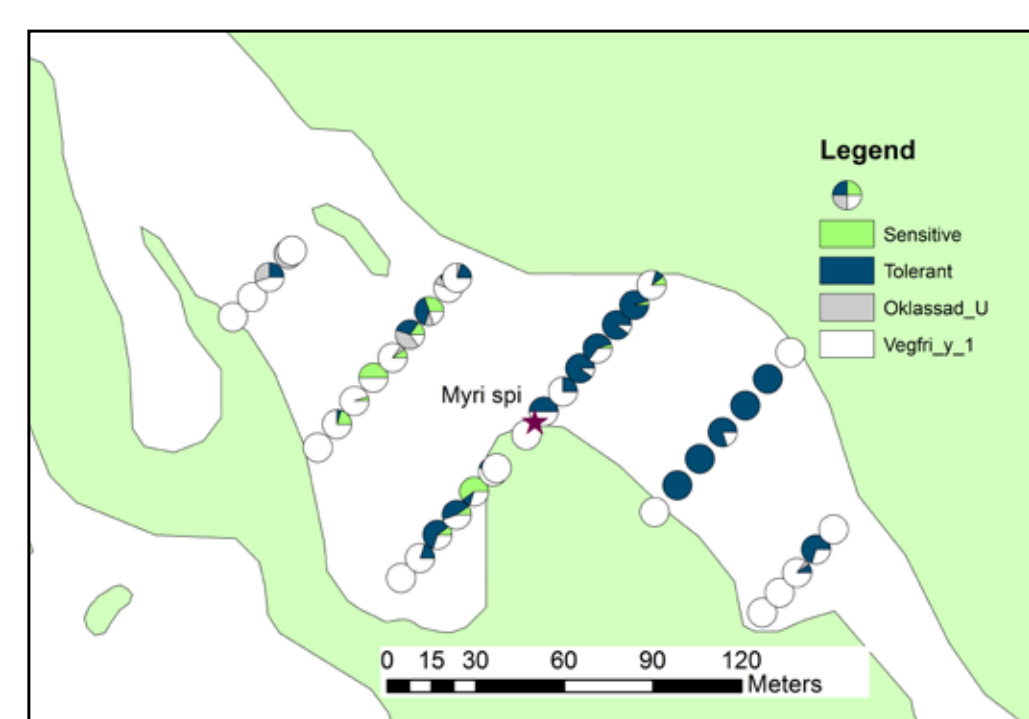 Legend
Sensitive
Tolerant
Oklassad_U
Vegfri_y_1
Myri spi
0 15 30 60 90 120
Meters